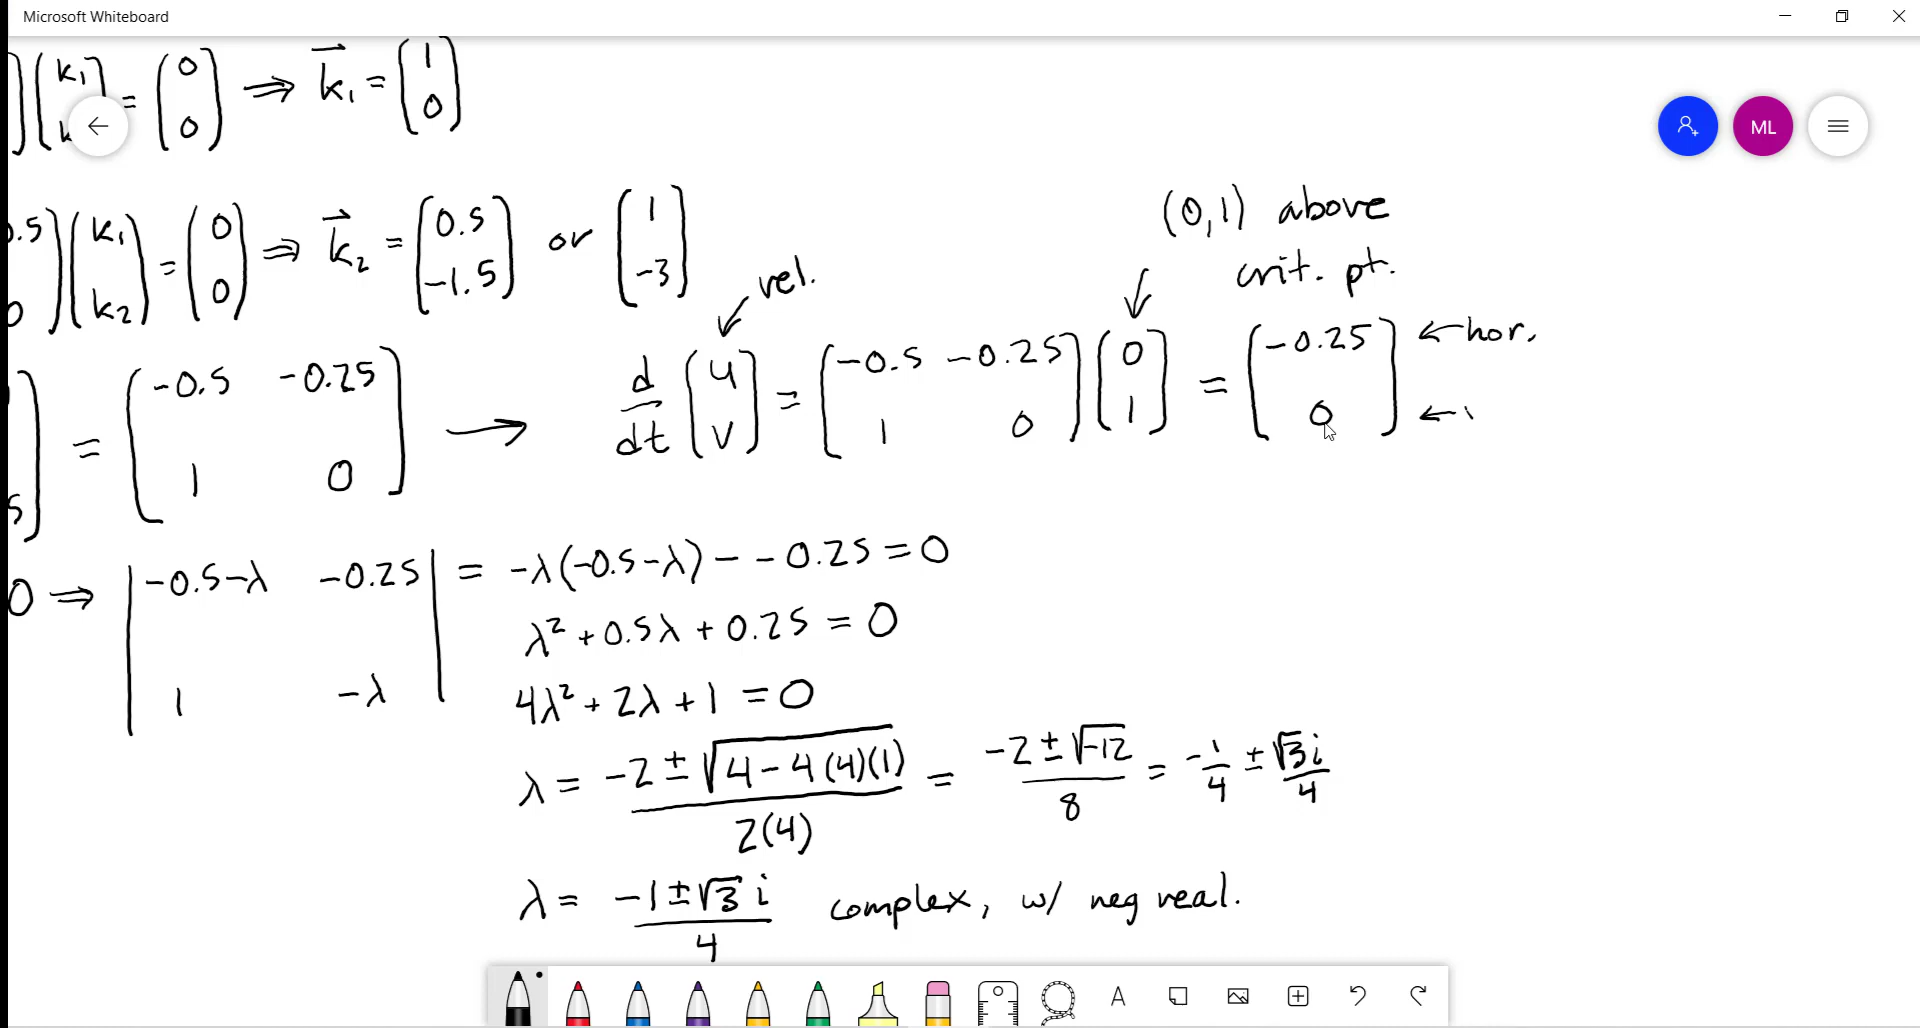 Microsoft Whiteboard
](k₁ k) = [0 0] ⇒ k⃗₁ = [1 0]
(0,1) above
0.5 0][k₁ k₂] = [0 0] ⇒ k⃗₂ = [0.5 -1.5] or [1 -3]
crit. pt.
vel.
= [-0.5 -0.25 1 0] → d/dt [u v] = [-0.5 -0.25 1 0][0 1] = [-0.25 0] ← hor. ←
0 ⇒ |-0.5-λ -0.25 1 -λ| = -λ(-0.5-λ) - -0.25 = 0
λ² + 0.5λ + 0.25 = 0
4λ² + 2λ + 1 = 0
λ = -2 ± √4-4(4)(1) / 2(4) = -2 ± √-12 / 8 = -1/4 ± √3 i/4
λ = -1 ± √3 i / 4 complex, w/ neg real.
ML
A